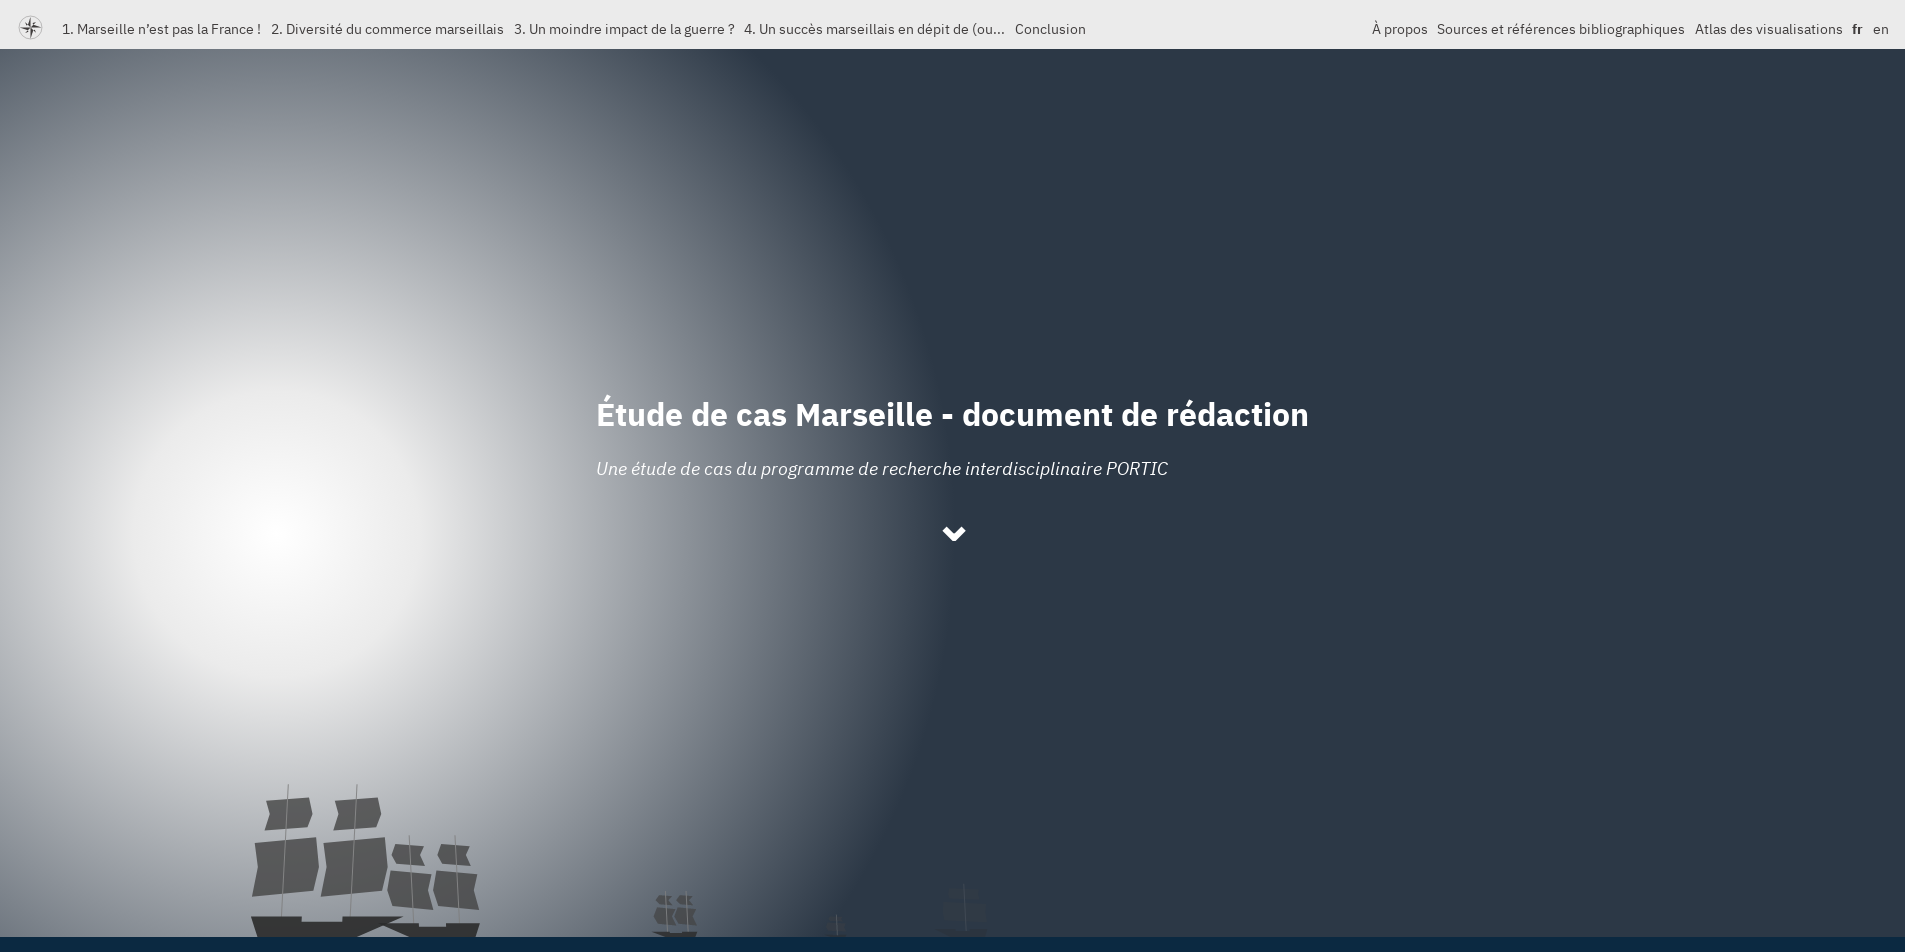 1. Marseille n’est pas la France ! 2. Diversité du commerce marseillais 3. Un moindre impact de la guerre ? 4. Un succès marseillais en dépit de (ou... Conclusion À propos Sources et références bibliographiques Atlas des visualisations fr en
Étude de cas Marseille - document de rédaction
Une étude de cas du programme de recherche interdisciplinaire PORTIC